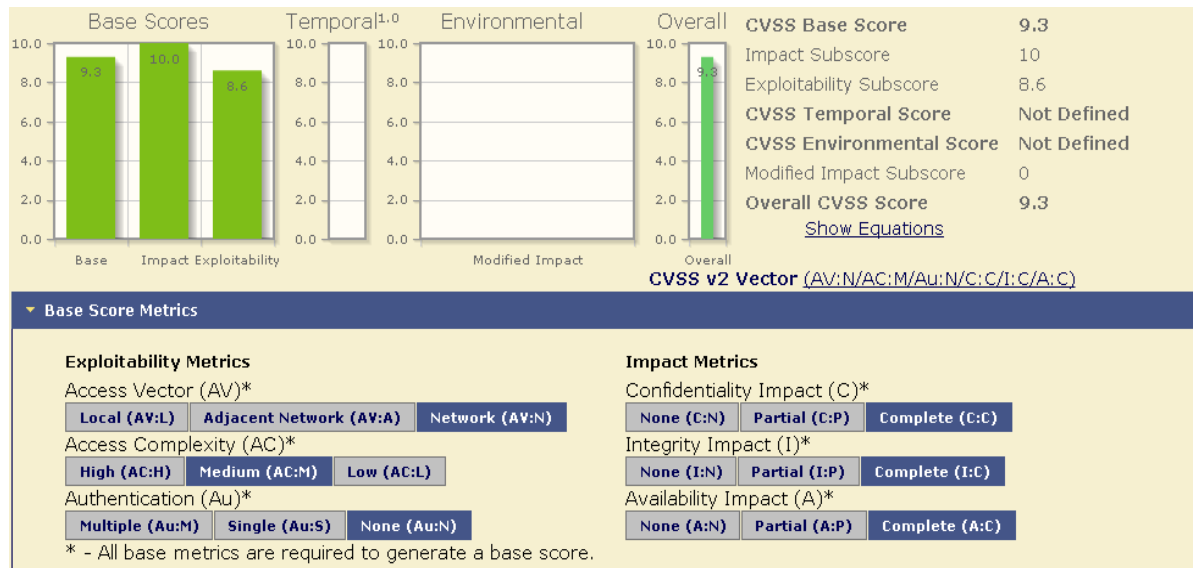 Base Scores
Temporal1.0
Environmental
Overall
10.0
8.0
6.0
4.0
2.0
0.0
9.3
10.0
8.6
Base
Impact
Exploitability
10.0
8.0
6.0
4.0
2.0
0.0
10.0
8.0
6.0
4.0
2.0
0.0
Modified Impact
10.0
8.0
6.0
4.0
2.0
0.0
9.3
Overall
CVSS Base Score 9.3
Impact Subscore 10
Exploitability Subscore 8.6
CVSS Temporal Score Not Defined
CVSS Environmental Score Not Defined
Modified Impact Subscore 0
Overall CVSS Score 9.3
Show Equations
CVSS v2 Vector (AV:N/AC:M/Au:N/C:C/I:C/A:C)
Base Score Metrics
Exploitability Metrics
Access Vector (AV)*
Local (AV:L) Adjacent Network (AV:A) Network (AV:N)
Access Complexity (AC)*
High (AC:H) Medium (AC:M) Low (AC:L)
Authentication (Au)*
Multiple (Au:M) Single (Au:S) None (Au:N)
* - All base metrics are required to generate a base score.
Impact Metrics
Confidentiality Impact (C)*
None (C:N) Partial (C:P) Complete (C:C)
Integrity Impact (I)*
None (I:N) Partial (I:P) Complete (I:C)
Availability Impact (A)*
None (A:N) Partial (A:P) Complete (A:C)